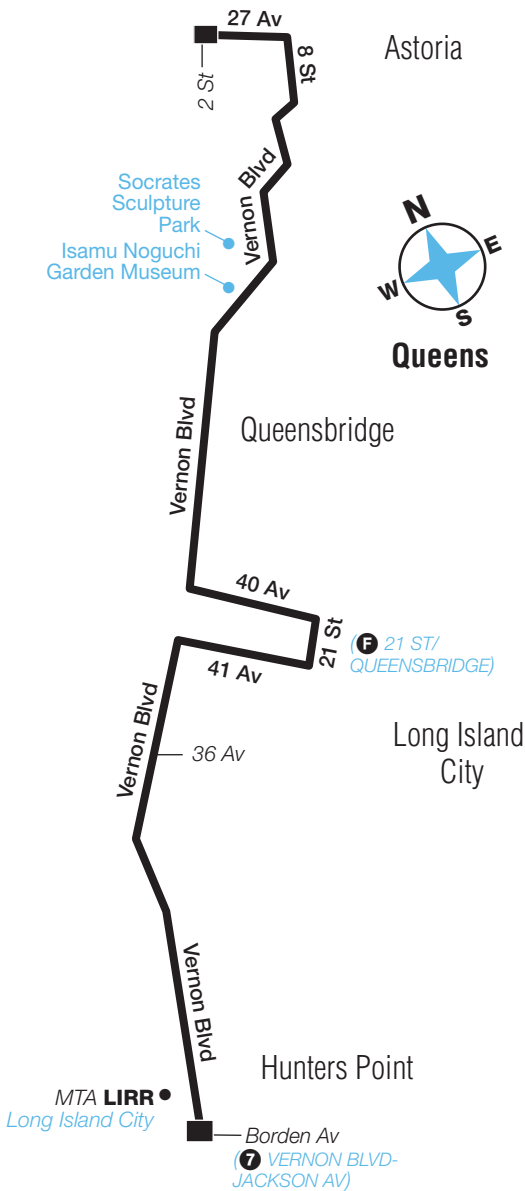 27 Av
8 St
Astoria
2 St
Vernon Blvd
Socrates
Sculpture
Park
Isamu Noguchi
Garden Museum
N
E
W
S
Queens
Vernon Blvd
Queensbridge
40 Av
21 St
(F 21 ST/
QUEENSBRIDGE)
41 Av
Vernon Blvd
36 Av
Long Island
City
Vernon Blvd
Hunters Point
MTA LIRR
Long Island City
Borden Av
(7 VERNON BLVD-
JACKSON AV)